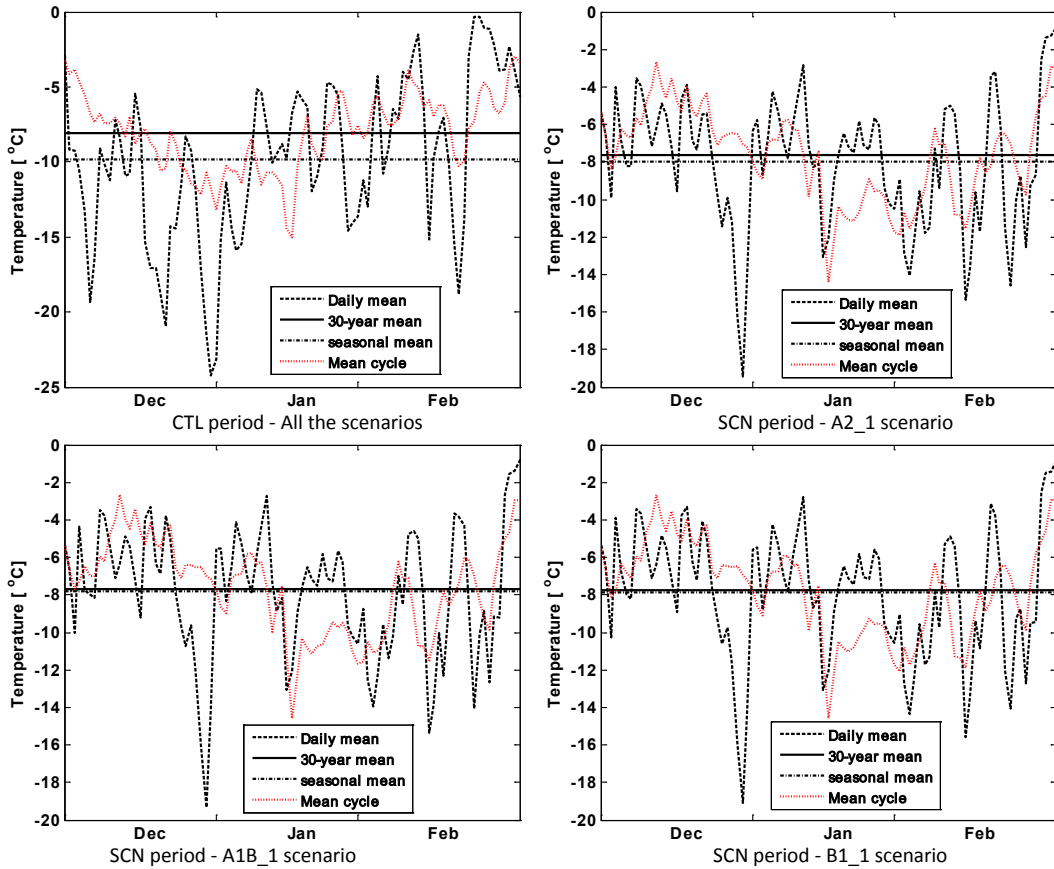 0
-5
-10
-15
-20
-25
Temperature [ °C]
Daily mean
30-year mean
seasonal mean
Mean cycle
Dec
Jan
Feb
CTL period - All the scenarios
0
-2
-4
-6
-8
-10
-12
-14
-16
-18
-20
Temperature [ °C]
Daily mean
30-year mean
seasonal mean
Mean cycle
Dec
Jan
Feb
SCN period - A2_1 scenario
0
-2
-4
-6
-8
-10
-12
-14
-16
-18
-20
Temperature [ °C]
Daily mean
30-year mean
seasonal mean
Mean cycle
Dec
Jan
Feb
SCN period - A1B_1 scenario
0
-2
-4
-6
-8
-10
-12
-14
-16
-18
-20
Temperature [ °C]
Daily mean
30-year mean
seasonal mean
Mean cycle
Dec
Jan
Feb
SCN period - B1_1 scenario